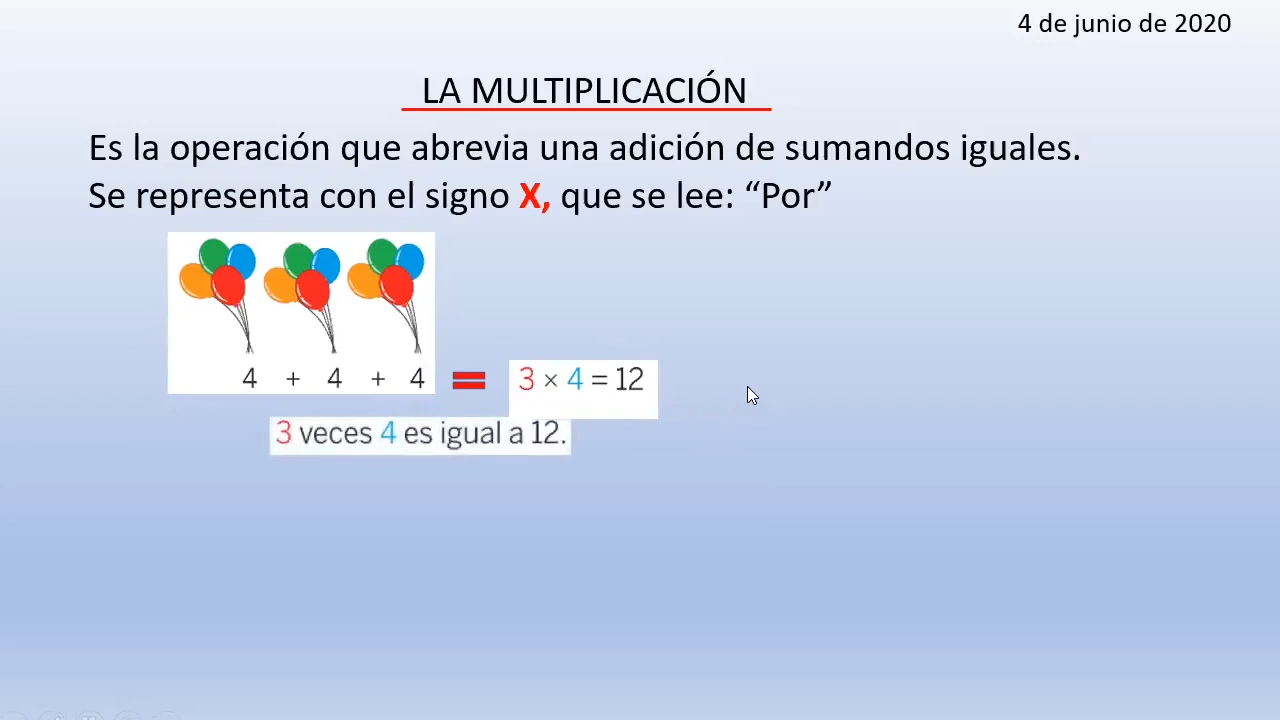 4 de junio de 2020
LA MULTIPLICACIÓN
Es la operación que abrevia una adición de sumandos iguales.
Se representa con el signo X, que se lee: “Por”
4 + 4 + 4 = 3 × 4 = 12
3 veces 4 es igual a 12.